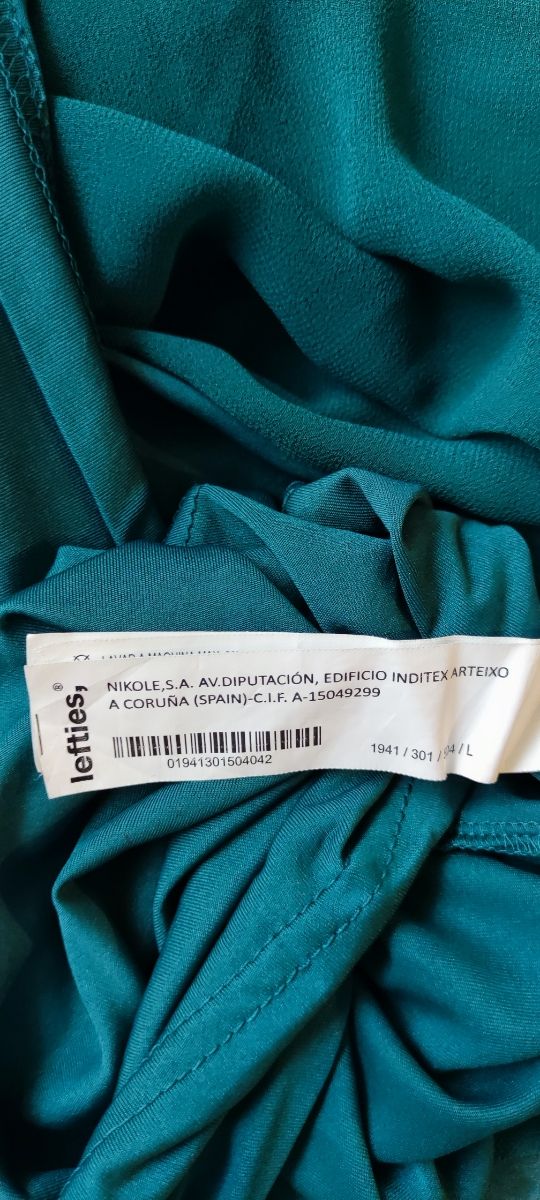 NIKOLE,S.A. AV.DIPUTACIÓN, EDIFICIO INDITEX ARTEIXO
A CORUÑA (SPAIN)-C.I.F. A-15049299
lefties,®
01941301504042
1941 / 301 / /L